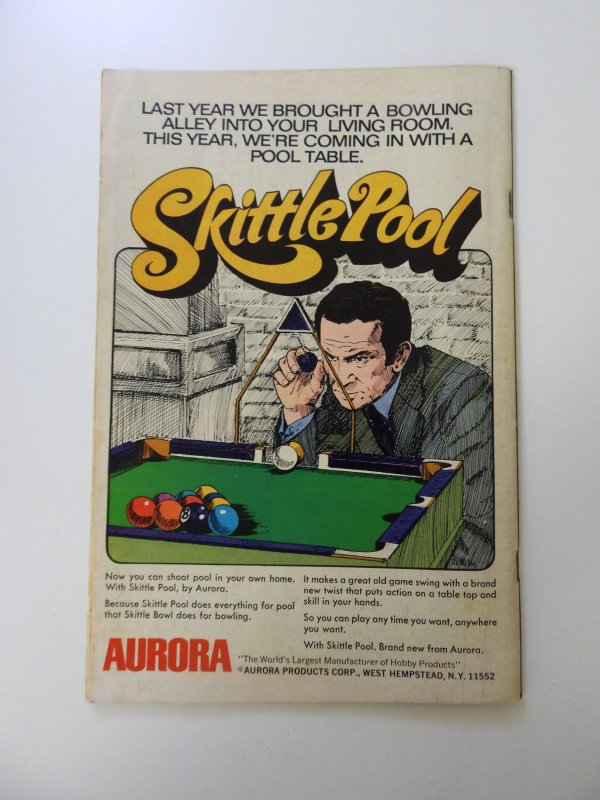 LAST YEAR WE BROUGHT A BOWLING
ALLEY INTO YOUR LIVING ROOM.
THIS YEAR, WE'RE COMING IN WITH A
POOL TABLE.
Skittle Pool
8
Now you can shoot pool in your own home.
With Skittle Pool, by Aurora.
Because Skittle Pool does everything for pool
that Skittle Bowl does for bowling.
It makes a great old game swing with a brand
new twist that puts action on a table top and
skill in your hands.
So you can play any time you want, anywhere
you want.
With Skittle Pool. Brand new from Aurora.
AURORA
"The World's Largest Manufacturer of Hobby Products"
©AURORA PRODUCTS CORP., WEST HEMPSTEAD, N.Y. 11552